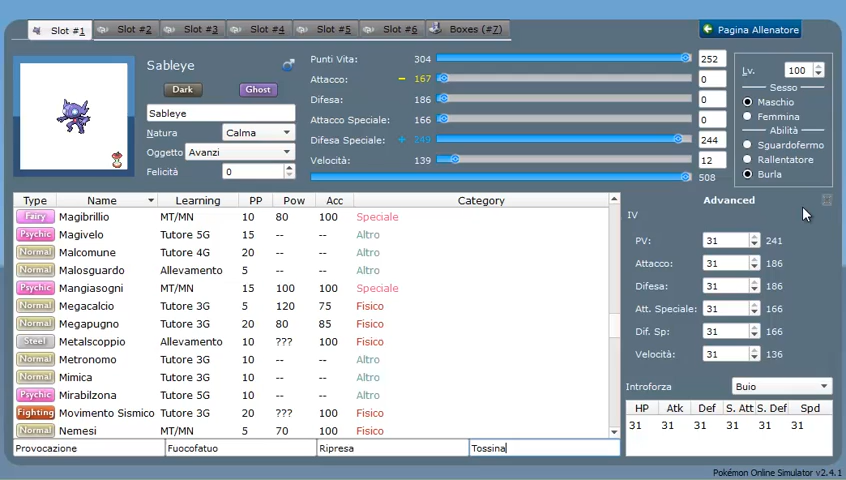 Slot #1 Slot #2 Slot #3 Slot #4 Slot #5 Slot #6 Boxes (#7) Pagina Allenatore
Sableye
Dark Ghost
Sableye
Natura Calma
Oggetto Avanzi
Felicità 0
Punti Vita: 304 252
Attacco: − 167 0
Difesa: 186 0
Attacco Speciale: 166 0
Difesa Speciale: + 249 244
Velocità: 139 12
508
Lv. 100
Sesso
Maschio
Femmina
Abilità
Sguardofermo
Rallentatore
Burla
Type Name Learning PP Pow Acc Category
Fairy Magibrillio MT/MN 10 80 100 Speciale
Psychic Magivelo Tutore 5G 15 -- -- Altro
Normal Malcomune Tutore 4G 20 -- -- Altro
Normal Malosguardo Allevamento 5 -- -- Altro
Psychic Mangiasogni MT/MN 15 100 100 Speciale
Normal Megacalcio Tutore 3G 5 120 75 Fisico
Normal Megapugno Tutore 3G 20 80 85 Fisico
Steel Metalscoppio Allevamento 10 ??? 100 Fisico
Normal Metronomo Tutore 3G 10 -- -- Altro
Normal Mimica Tutore 3G 10 -- -- Altro
Psychic Mirabilzona Tutore 5G 10 -- -- Altro
Fighting Movimento Sismico Tutore 3G 20 ??? 100 Fisico
Normal Nemesi MT/MN 5 70 100 Fisico
Provocazione Fuocofatuo Ripresa Tossina
Advanced
IV
PV: 31 241
Attacco: 31 186
Difesa: 31 186
Att. Speciale: 31 166
Dif. Sp: 31 166
Velocità: 31 136
Introforza Buio
HP Atk Def S. Att S. Def Spd
31 31 31 31 31 31
Pokémon Online Simulator v2.4.1